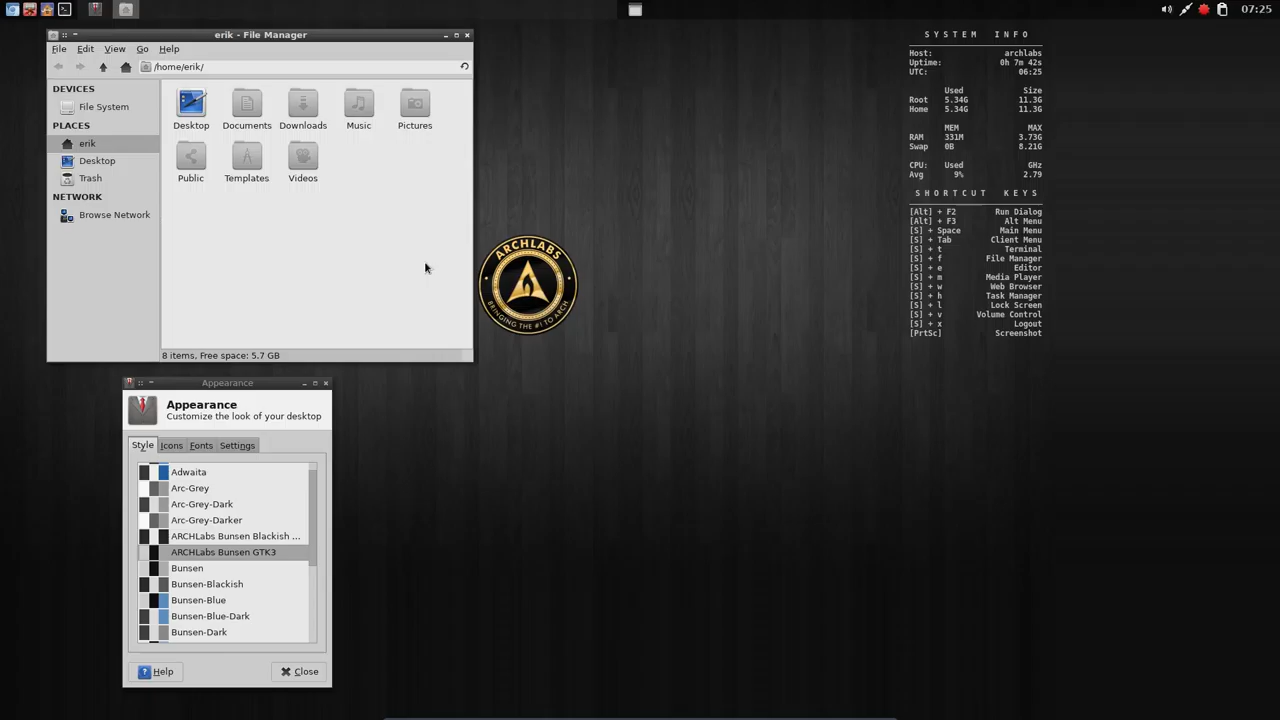 07:25
erik - File Manager
File Edit View Go Help
/home/erik/
DEVICES
File System
PLACES
erik
Desktop
Trash
NETWORK
Browse Network
Desktop Documents Downloads Music Pictures
Public Templates Videos
8 items, Free space: 5.7 GB
ARCHLABS
BRINGING THE #1 TO ARCH
Appearance
Appearance
Customize the look of your desktop
Style Icons Fonts Settings
Adwaita
Arc-Grey
Arc-Grey-Dark
Arc-Grey-Darker
ARCHLabs Bunsen Blackish ...
ARCHLabs Bunsen GTK3
Bunsen
Bunsen-Blackish
Bunsen-Blue
Bunsen-Blue-Dark
Bunsen-Dark
Help Close
SYSTEM INFO
Host: archlabs
Uptime: 0h 7m 42s
UTC: 06:25
Used Size
Root 5.34G 11.3G
Home 5.34G 11.3G
MEM MAX
RAM 331M 3.73G
Swap 0B 8.21G
CPU: Used GHz
Avg 9% 2.79
SHORTCUT KEYS
[Alt] + F2 Run Dialog
[Alt] + F3 Alt Menu
[S] + Space Main Menu
[S] + Tab Client Menu
[S] + t Terminal
[S] + f File Manager
[S] + e Editor
[S] + m Media Player
[S] + w Web Browser
[S] + h Task Manager
[S] + l Lock Screen
[S] + v Volume Control
[S] + x Logout
[PrtSc] Screenshot